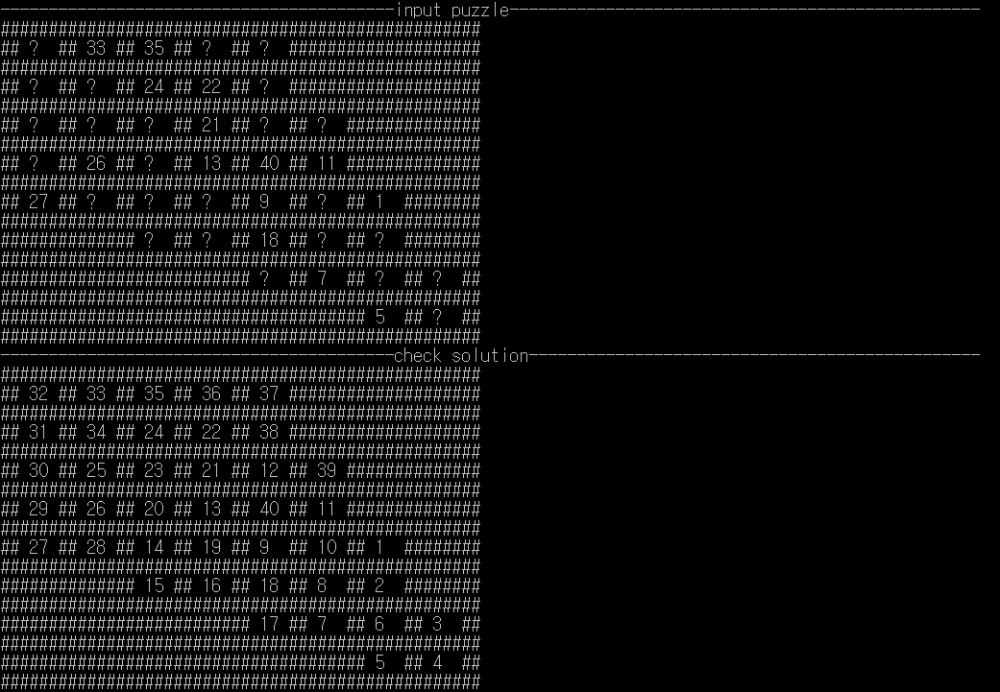 -----------------------------------------input puzzle-------------------------------------------------
##################################################
## ?  ## 33 ## 35 ## ?  ## ?  ####################
##################################################
## ?  ## ?  ## 24 ## 22 ## ?  ####################
##################################################
## ?  ## ?  ## ?  ## 21 ## ?  ## ?  ##############
##################################################
## ?  ## 26 ## ?  ## 13 ## 40 ## 11 ##############
##################################################
## 27 ## ?  ## ?  ## ?  ## 9  ## ?  ## 1  ########
##################################################
############## ?  ## ?  ## 18 ## ?  ## ?  ########
##################################################
########################## ?  ## 7  ## ?  ## ?  ##
##################################################
###################################### 5  ## ?  ##
##################################################
-----------------------------------------check solution-----------------------------------------------
##################################################
## 32 ## 33 ## 35 ## 36 ## 37 ####################
##################################################
## 31 ## 34 ## 24 ## 22 ## 38 ####################
##################################################
## 30 ## 25 ## 23 ## 21 ## 12 ## 39 ##############
##################################################
## 29 ## 26 ## 20 ## 13 ## 40 ## 11 ##############
##################################################
## 27 ## 28 ## 14 ## 19 ## 9  ## 10 ## 1  ########
##################################################
############## 15 ## 16 ## 18 ## 8  ## 2  ########
##################################################
########################## 17 ## 7  ## 6  ## 3  ##
##################################################
###################################### 5  ## 4  ##
##################################################